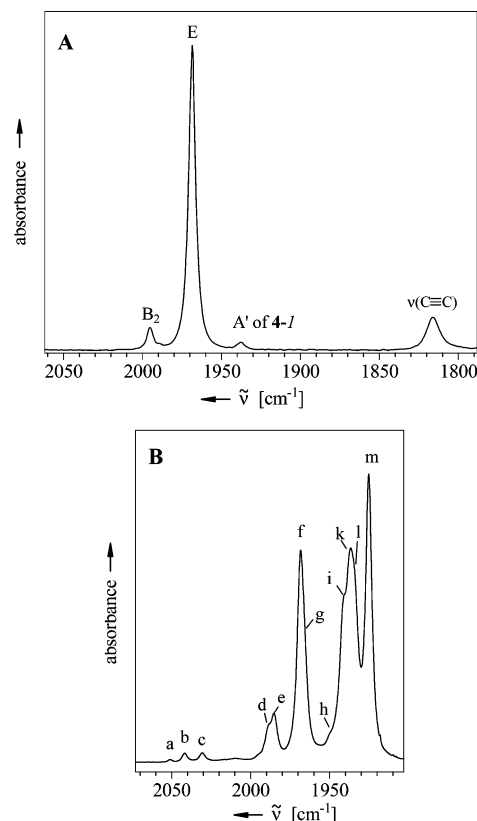 A
E
B₂
A' of 4-1
ν(C≡C)
absorbance
2050 2000 1950 1900 1850 1800
ν̃ [cm⁻¹]
B
m
f
k
l
i
g
d
e
h
a
b
c
absorbance
2050 2000 1950
ν̃ [cm⁻¹]